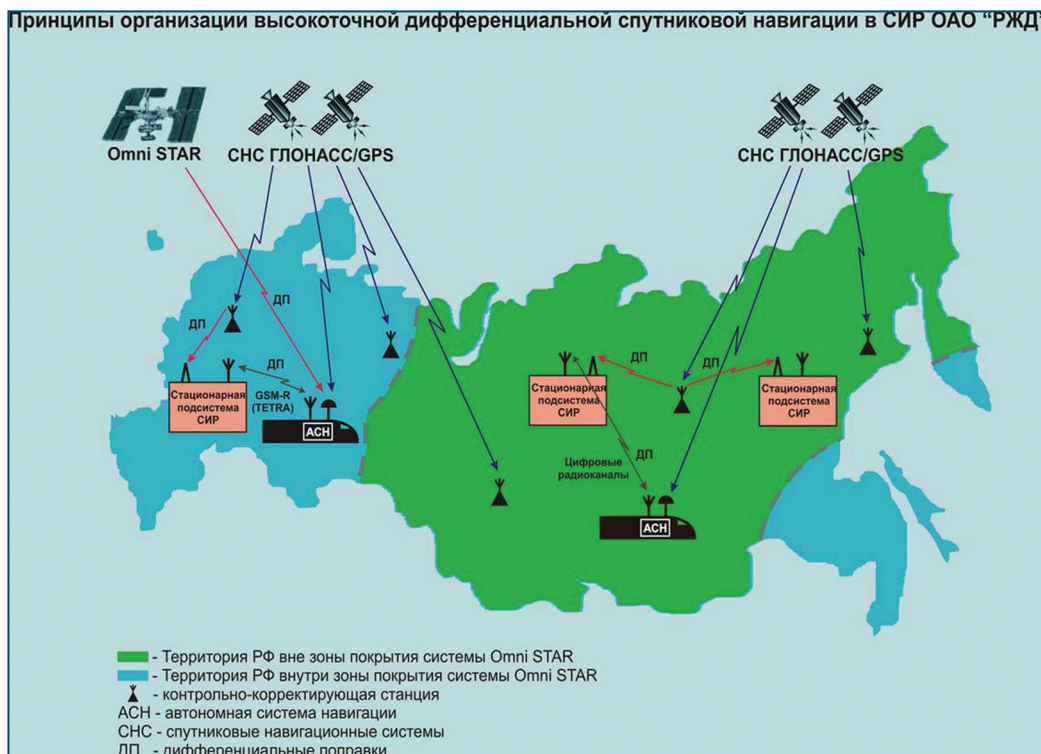 Принципы организации высокоточной дифференциальной спутниковой навигации в СИР ОАО “РЖД”
Omni STAR
СНС ГЛОНАСС/GPS
СНС ГЛОНАСС/GPS
ДП
ДП
ДП
GSM-R
(TETRA)
Стационарная
подсистема
СИР
АСН
ДП
ДП
Стационарная
подсистема
СИР
Стационарная
подсистема
СИР
ДП
Цифровые
радиоканалы
АСН
- Территория РФ вне зоны покрытия системы Omni STAR
- Территория РФ внутри зоны покрытия системы Omni STAR
- контрольно-корректирующая станция
АСН - автономная система навигации
СНС - спутниковые навигационные системы
ДП - дифференциальные поправки